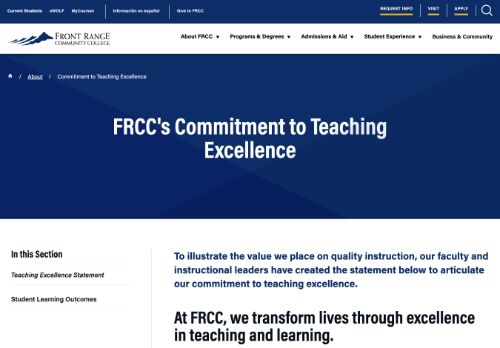 Current Students eWOLF MyCourses Información en español Give to FRCC REQUEST INFO VISIT APPLY
FRONT RANGE
COMMUNITY COLLEGE
About FRCC Programs & Degrees Admissions & Aid Student Experience Business & Community
/ About / Commitment to Teaching Excellence
FRCC's Commitment to Teaching
Excellence
In this Section
Teaching Excellence Statement
Student Learning Outcomes
To illustrate the value we place on quality instruction, our faculty and
instructional leaders have created the statement below to articulate
our commitment to teaching excellence.
At FRCC, we transform lives through excellence
in teaching and learning.